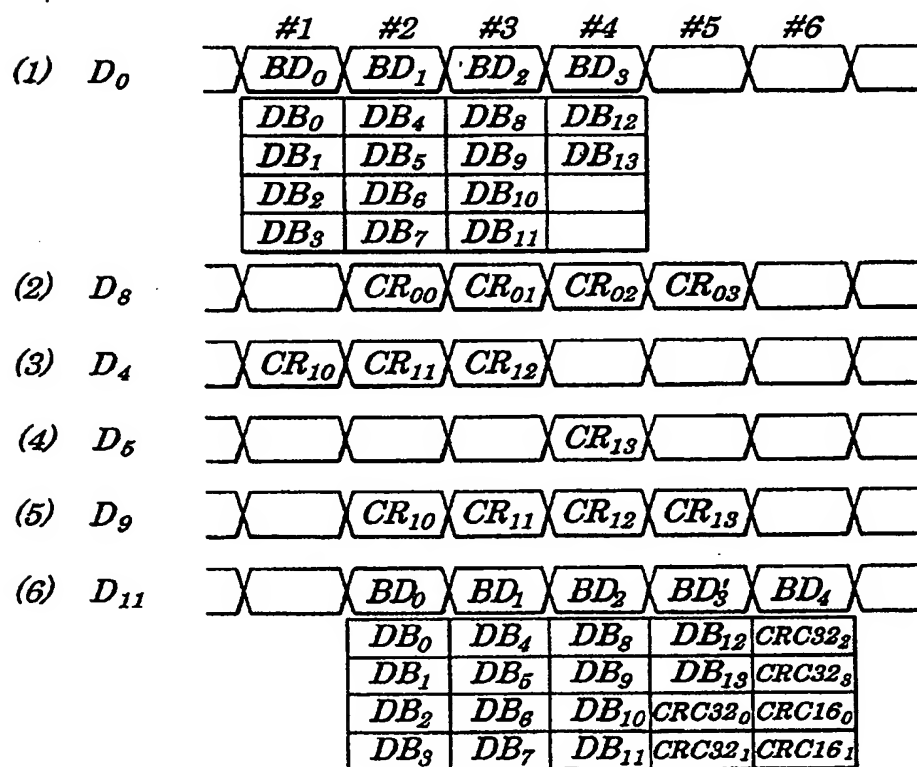 #1 #2 #3 #4 #5 #6
(1) D0 BD0 BD1 BD2 BD3
DB0 DB4 DB8 DB12
DB1 DB5 DB9 DB13
DB2 DB6 DB10
DB3 DB7 DB11
(2) D8 CR00 CR01 CR02 CR03
(3) D4 CR10 CR11 CR12
(4) D5 CR13
(5) D9 CR10 CR11 CR12 CR13
(6) D11 BD0 BD1 BD2 BD3' BD4
DB0 DB4 DB8 DB12 CRC322
DB1 DB5 DB9 DB13 CRC323
DB2 DB6 DB10 CRC320 CRC160
DB3 DB7 DB11 CRC321 CRC161